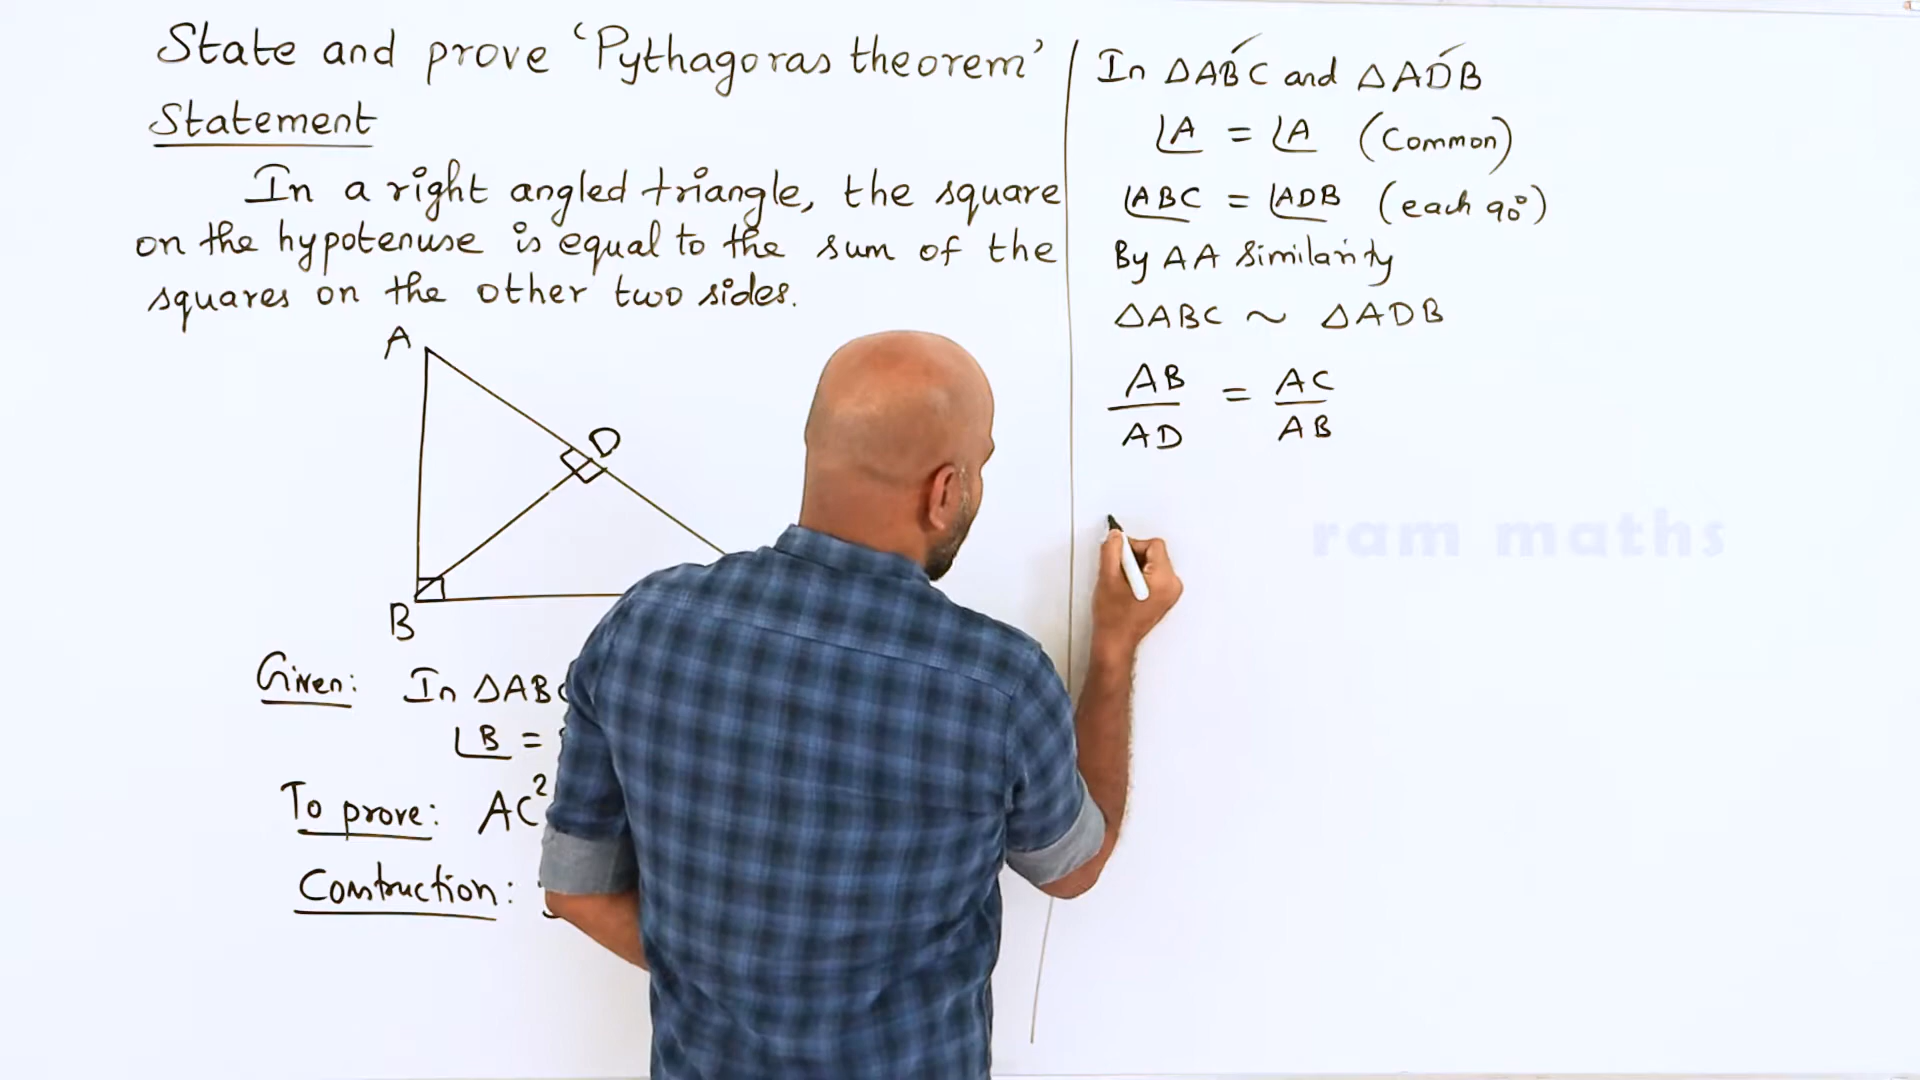 State and prove ‘Pythagoras theorem’
Statement
In a right angled triangle, the square
on the hypotenuse is equal to the sum of the
squares on the other two sides.
A
D
B
Given: In ΔABC
∠B =
To prove: AC²
Construction:
In ΔABC and ΔADB
∠A = ∠A (Common)
∠ABC = ∠ADB (each 90°)
By AA Similarity
ΔABC ~ ΔADB
AB/AD = AC/AB
ram maths